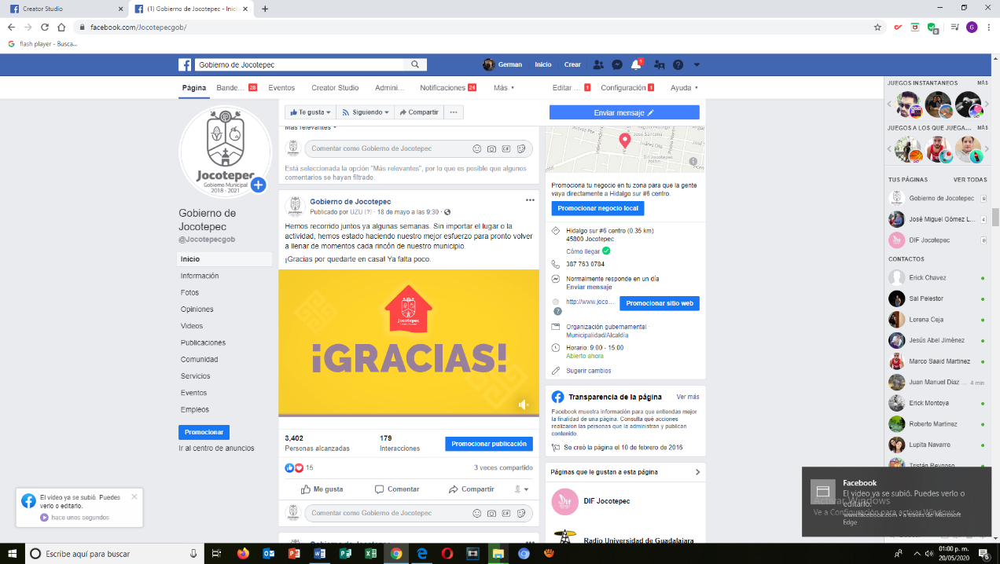 Creator Studio
(1) Gobierno de Jocotepec - Inici
facebook.com/Jocotepecgob/
flash player - Busca...
Gobierno de Jocotepec
German Inicio Crear 1
Página Bande... 28 Eventos Creator Studio Admini... Notificaciones 24 Más Editar ... 1 Configuración 1 Ayuda
Jocotepec
Gobierno Municipal
2018 - 2021
Gobierno de
Jocotepec
@Jocotepecgob
Inicio
Información
Fotos
Opiniones
Videos
Publicaciones
Comunidad
Servicios
Eventos
Empleos
Promocionar
Ir al centro de anuncios
El video ya se subió. Puedes
verlo o editarlo.
hace unos segundos
Te gusta Siguiendo Compartir ...
Más relevantes
Comentar como Gobierno de Jocotepec
Está seleccionada la opción "Más relevantes", por lo que es posible que algunos
comentarios se hayan filtrado.
Gobierno de Jocotepec
Publicado por UZU [?] · 18 de mayo a las 9:30 ·
Hemos recorrido juntos ya algunas semanas. Sin importar el lugar o la
actividad, hemos estado haciendo nuestro mejor esfuerzo para pronto volver
a llenar de momentos cada rincón de nuestro municipio.
¡Gracias por quedarte en casa! Ya falta poco.
Jocotepec
¡GRACIAS!
3,402
Personas alcanzadas
179
Interacciones
Promocionar publicación
15
3 veces compartido
Me gusta Comentar Compartir
Comentar como Gobierno de Jocotepec
Gobierno de Jocotepec
Enviar mensaje
Promociona tu negocio en tu zona para que la gente
vaya directamente a Hidalgo sur #6 centro.
Promocionar negocio local
Hidalgo sur #6 centro (0.35 km)
45800 Jocotepec
Cómo llegar
387 763 0784
Normalmente responde en un día
Enviar mensaje
http://www.joco...
Promocionar sitio web
Organización gubernamental ·
Municipalidad/Alcaldía
Horario: 9:00 - 15:00
Abierto ahora
Sugerir cambios
Transparencia de la página Ver más
Facebook muestra información para que entiendas mejor
la finalidad de una página. Consulta qué acciones
realizaron las personas que la administran y publican
contenido.
Se creó la página el 10 de febrero de 2016
Páginas que le gustan a esta página
DIF Jocotepec
Radio Universidad de Guadalajara
JUEGOS INSTANTÁNEOS MÁS
JUEGOS A LOS QUE JUEGA... MÁS
TUS PÁGINAS VER TODAS
Gobierno de Jocotepec 9
José Miguel Gómez L... 4
DIF Jocotepec
CONTACTOS
Erick Chavez
Sal Pelestor
Lorena Ceja
Jesús Abel Jiménez
Marco Saaid Martinez
Juan Manuel Díaz ... 4 min
Erick Montoya
Roberto Martinez
Lupita Navarro
Tristán Reynoso
Facebook
El video ya se subió. Puedes verlo o
editarlo.
www.facebook.com • a través de Microsoft
Edge
Activar Windows
Ve a Configuración para activar Windows.
Escribe aquí para buscar
01:00 p. m.
20/05/2020